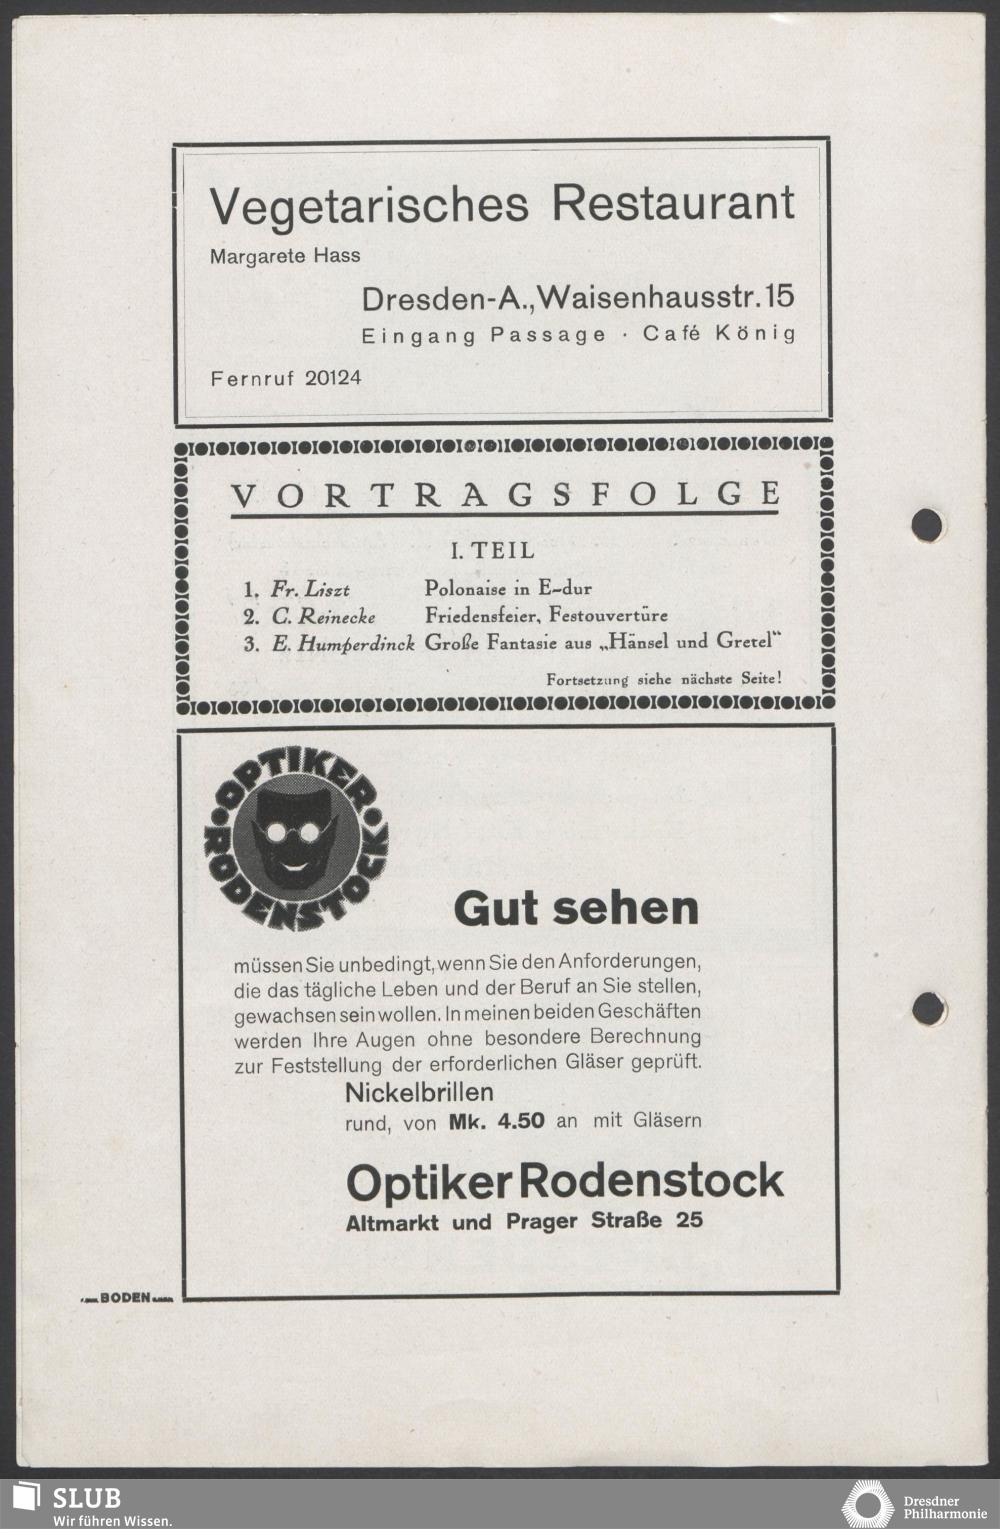 Vegetarisches Restaurant
Margarete Hass
Dresden-A., Waisenhausstr. 15
Eingang Passage · Café König
Fernruf 20124
VORTRAGSFOLGE
I. TEIL
1. Fr. Liszt Polonaise in E-dur
2. C. Reinecke Friedensfeier, Festouvertüre
3. E. Humperdinck Große Fantasie aus „Hänsel und Gretel“
Fortsetzung siehe nächste Seite!
OPTIKER
RODENSTOCK
Gut sehen
müssen Sie unbedingt, wenn Sie den Anforderungen,
die das tägliche Leben und der Beruf an Sie stellen,
gewachsen sein wollen. In meinen beiden Geschäften
werden Ihre Augen ohne besondere Berechnung
zur Feststellung der erforderlichen Gläser geprüft.
Nickelbrillen
rund, von Mk. 4.50 an mit Gläsern
Optiker Rodenstock
Altmarkt und Prager Straße 25
BODEN
SLUB
Wir führen Wissen.
Dresdner
Philharmonie